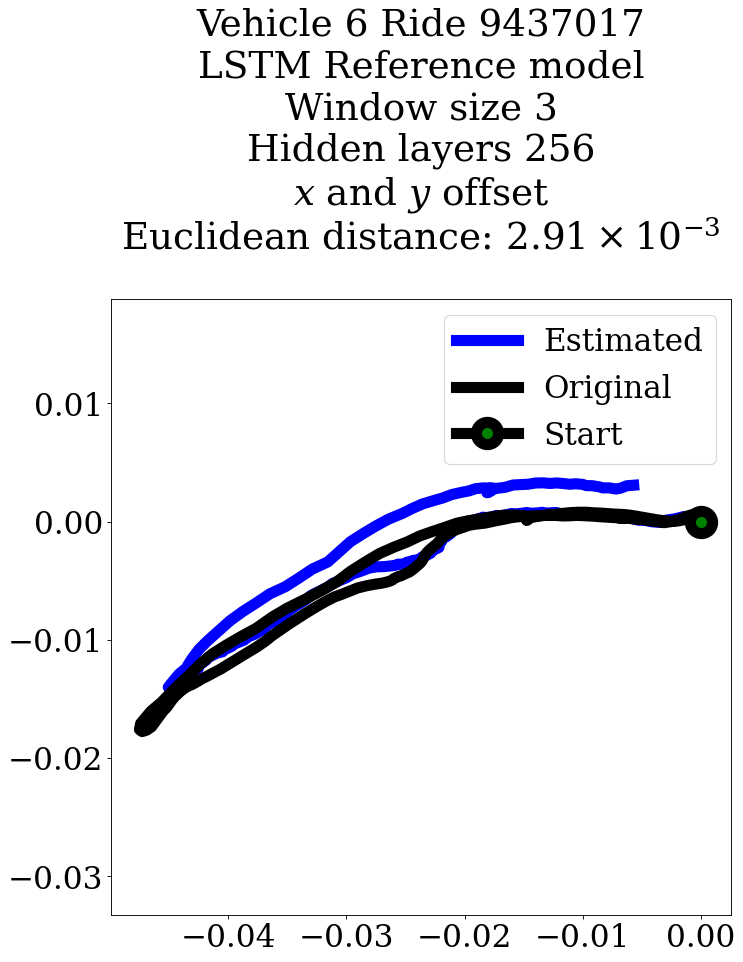 Vehicle 6 Ride 9437017
LSTM Reference model
Window size 3
Hidden layers 256
x and y offset
Euclidean distance: 2.91 × 10⁻³
Estimated
Original
Start
0.01
0.00
−0.01
−0.02
−0.03
−0.04 −0.03 −0.02 −0.01 0.00